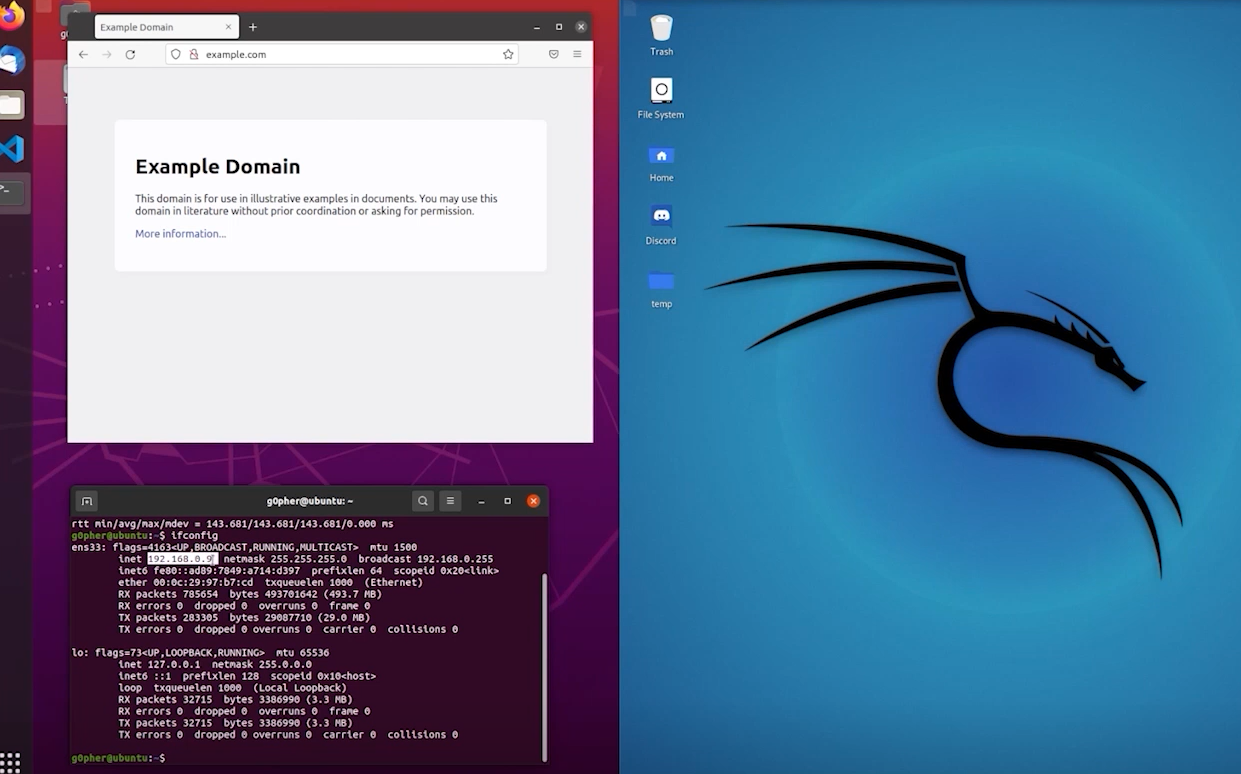 Example Domain
example.com
Example Domain
This domain is for use in illustrative examples in documents. You may use this
domain in literature without prior coordination or asking for permission.
More information...
g0pher@ubuntu: ~
rtt min/avg/max/mdev = 143.681/143.681/143.681/0.000 ms
g0pher@ubuntu:~$ ifconfig
ens33: flags=4163<UP,BROADCAST,RUNNING,MULTICAST>  mtu 1500
inet 192.168.0.9  netmask 255.255.255.0  broadcast 192.168.0.255
inet6 fe80::ad89:7849:a714:d397  prefixlen 64  scopeid 0x20<link>
ether 00:0c:29:97:b7:cd  txqueuelen 1000  (Ethernet)
RX packets 785654  bytes 493701642 (493.7 MB)
RX errors 0  dropped 0  overruns 0  frame 0
TX packets 283305  bytes 29087710 (29.0 MB)
TX errors 0  dropped 0 overruns 0  carrier 0  collisions 0
lo: flags=73<UP,LOOPBACK,RUNNING>  mtu 65536
inet 127.0.0.1  netmask 255.0.0.0
inet6 ::1  prefixlen 128  scopeid 0x10<host>
loop  txqueuelen 1000  (Local Loopback)
RX packets 32715  bytes 3386990 (3.3 MB)
RX errors 0  dropped 0  overruns 0  frame 0
TX packets 32715  bytes 3386990 (3.3 MB)
TX errors 0  dropped 0 overruns 0  carrier 0  collisions 0
g0pher@ubuntu:~$
Trash
File System
Home
Discord
temp